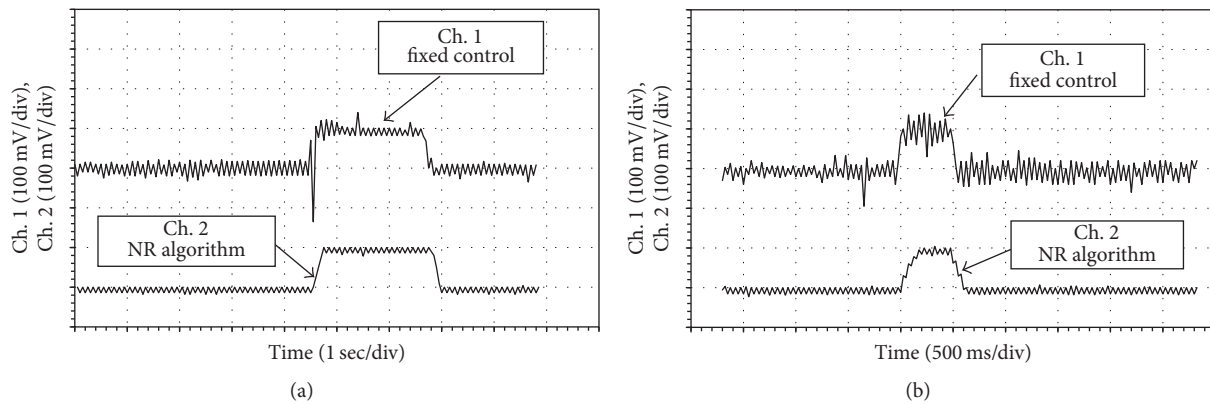 Ch. 1 (100 mV/div),
Ch. 2 (100 mV/div)
Ch. 1
fixed control
Ch. 2
NR algorithm
Time (1 sec/div)
(a)
Ch. 1 (100 mV/div),
Ch. 2 (100 mV/div)
Ch. 1
fixed control
Ch. 2
NR algorithm
Time (500 ms/div)
(b)